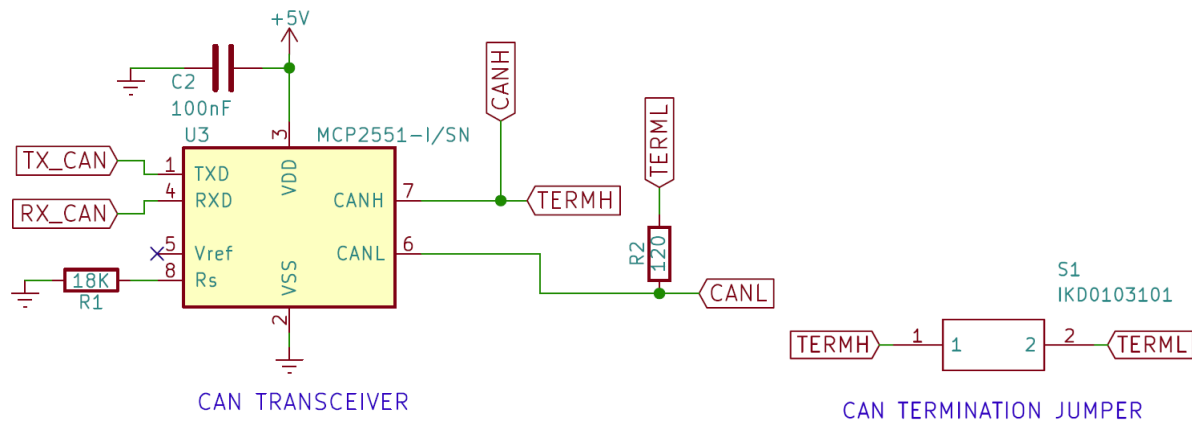 +5V
C2
100nF
U3
MCP2551-I/SN
3
VDD
TX_CAN
1
TXD
RX_CAN
4
RXD
5
Vref
8
Rs
18K
R1
VSS
2
CANH
7
CANL
6
CANH
TERMH
TERML
R2
120
CANL
S1
IKD0103101
TERMH
1
1
2
2
TERML
CAN TRANSCEIVER
CAN TERMINATION JUMPER